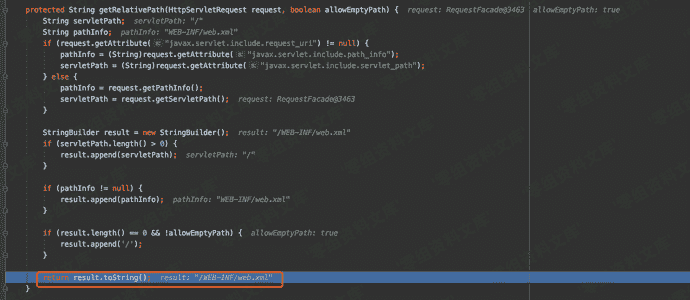 protected String getRelativePath(HttpServletRequest request, boolean allowEmptyPath) {  request: RequestFacade@3463  allowEmptyPath: true
String servletPath;  servletPath: "/"
String pathInfo;  pathInfo: "WEB-INF/web.xml"
if (request.getAttribute( s: "javax.servlet.include.request_uri") != null) {
pathInfo = (String)request.getAttribute( s: "javax.servlet.include.path_info");
servletPath = (String)request.getAttribute( s: "javax.servlet.include.servlet_path");
} else {
pathInfo = request.getPathInfo();
servletPath = request.getServletPath();  request: RequestFacade@3463
}
StringBuilder result = new StringBuilder();  result: "/WEB-INF/web.xml"
if (servletPath.length() > 0) {
result.append(servletPath);  servletPath: "/"
}
if (pathInfo != null) {
result.append(pathInfo);  pathInfo: "WEB-INF/web.xml"
}
if (result.length() == 0 && !allowEmptyPath) {  allowEmptyPath: true
result.append('/');
}
return result.toString();  result: "/WEB-INF/web.xml"
}